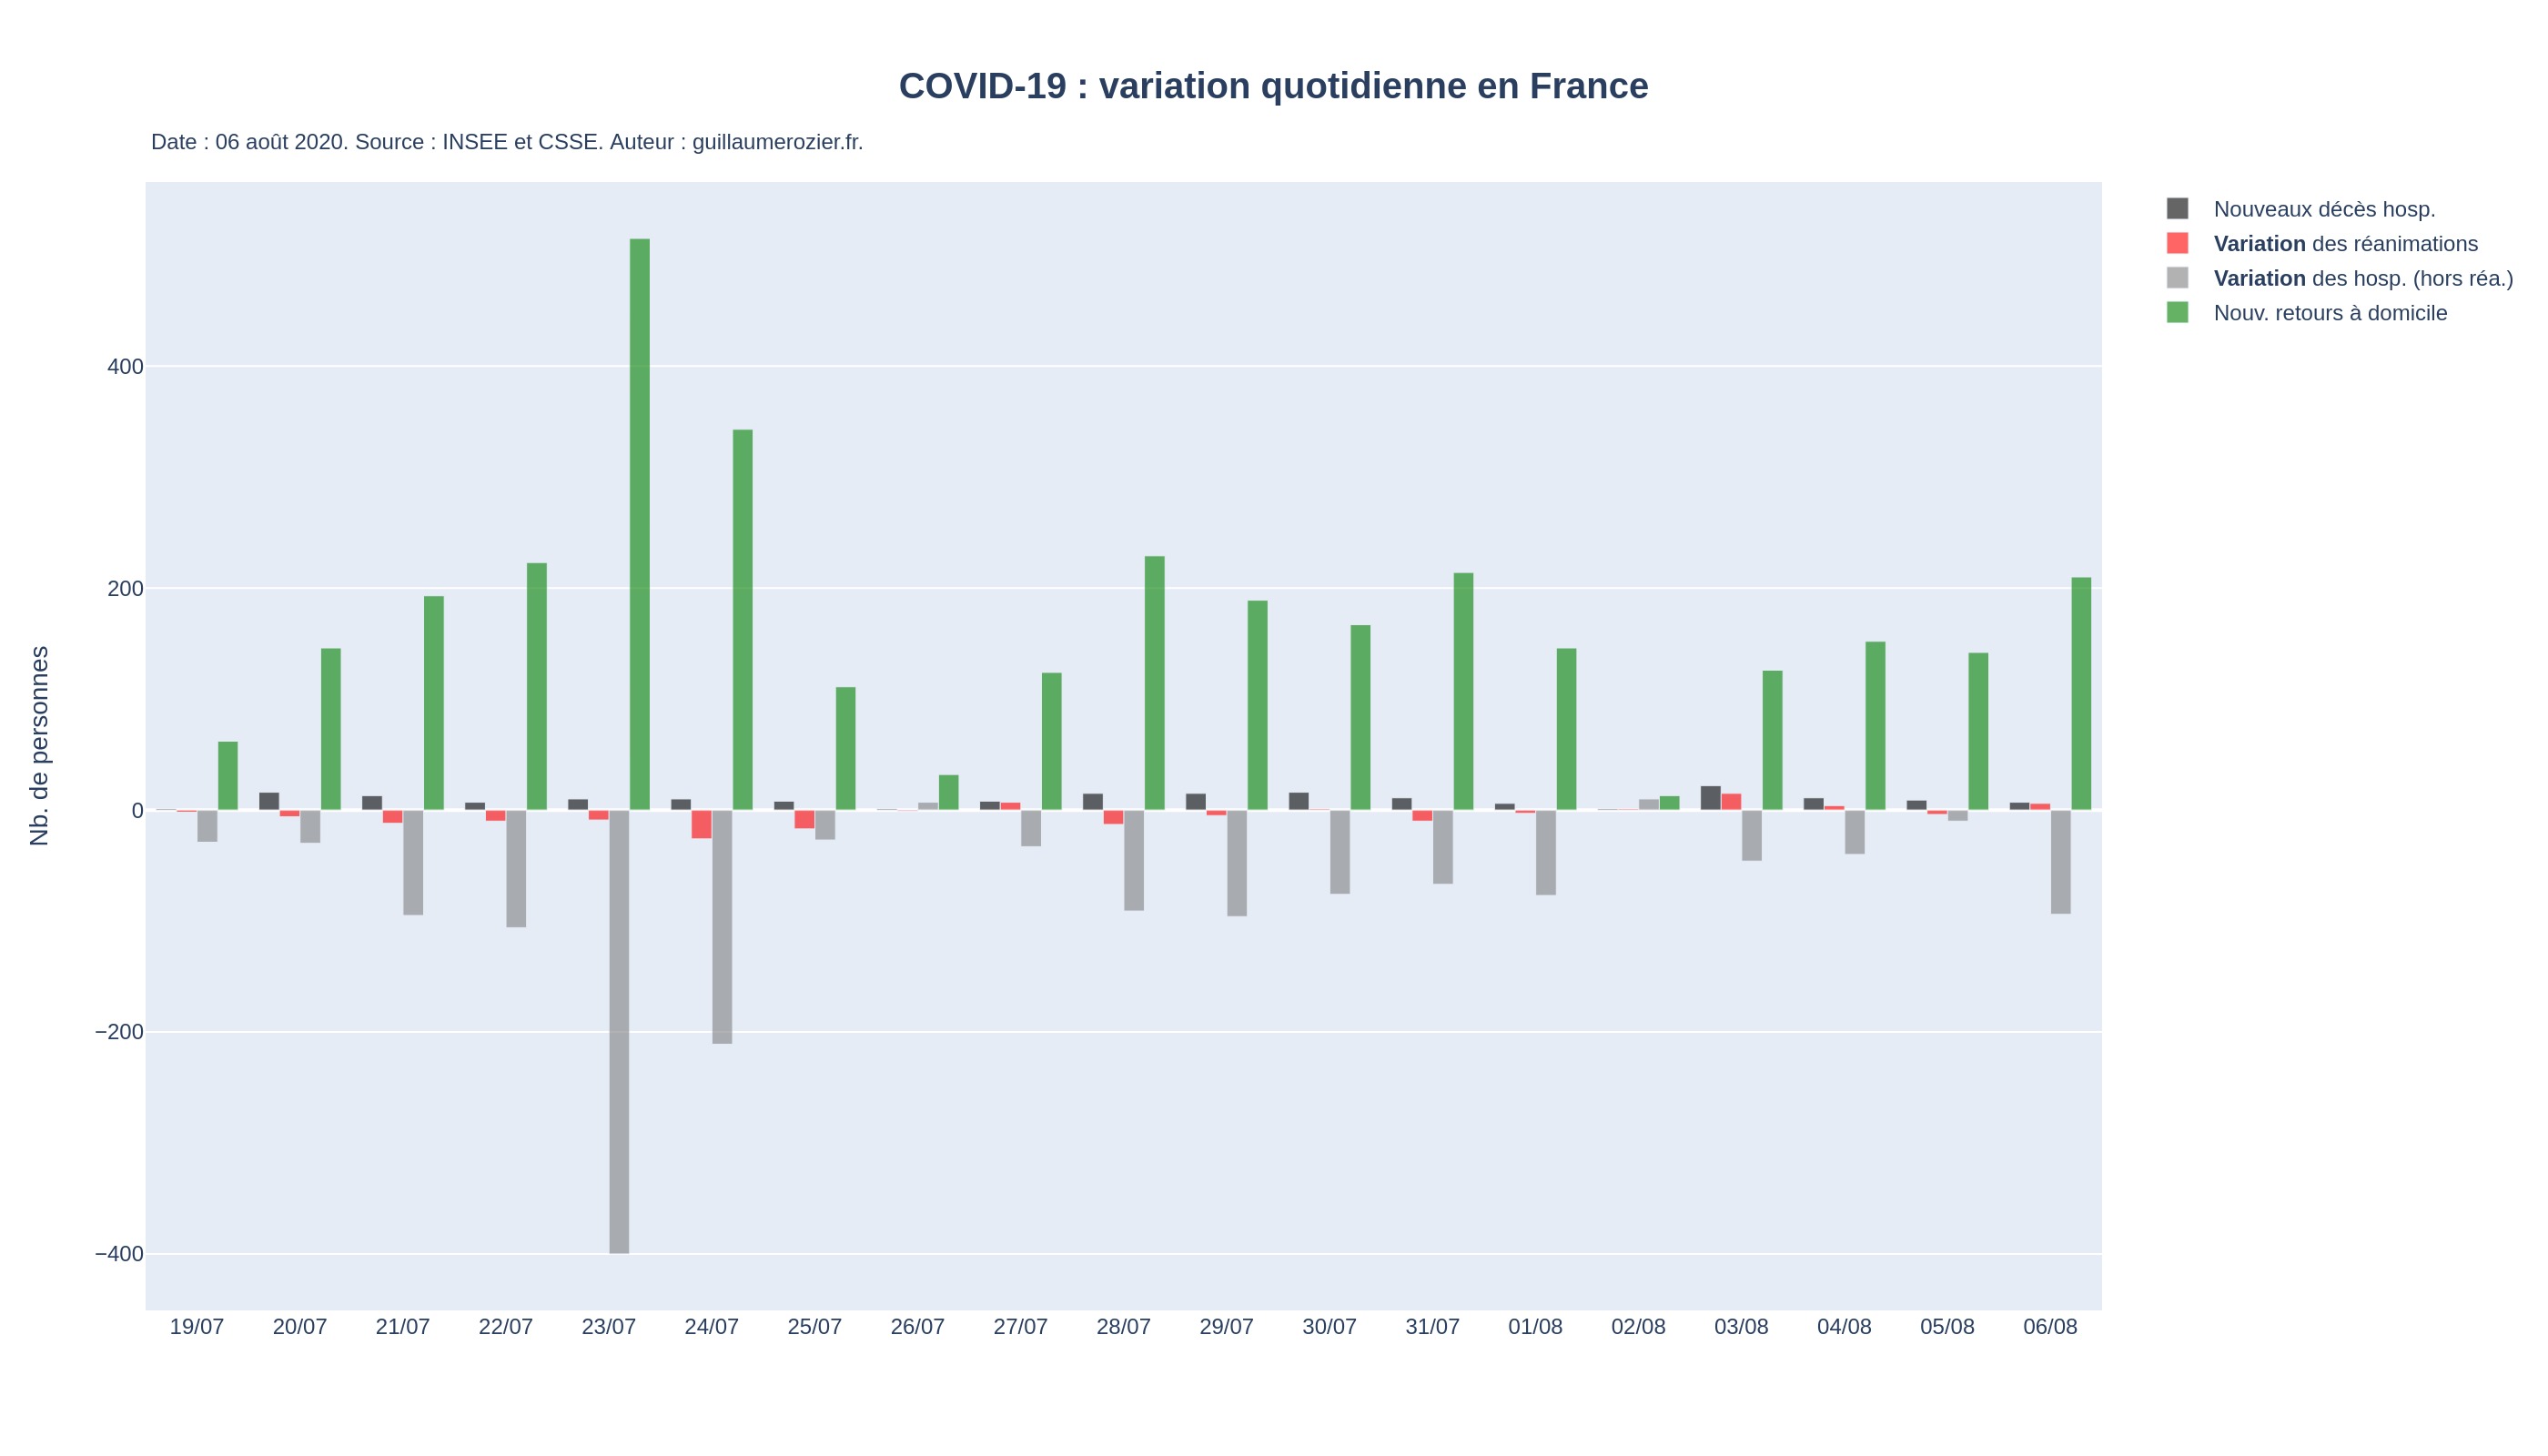 COVID-19 : variation quotidienne en France
Date : 06 août 2020. Source : INSEE et CSSE. Auteur : guillaumerozier.fr.
Nouveaux décès hosp.
Variation des réanimations
Variation des hosp. (hors réa.)
Nouv. retours à domicile
Nb. de personnes
400
200
0
−200
−400
19/07 20/07 21/07 22/07 23/07 24/07 25/07 26/07 27/07 28/07 29/07 30/07 31/07 01/08 02/08 03/08 04/08 05/08 06/08